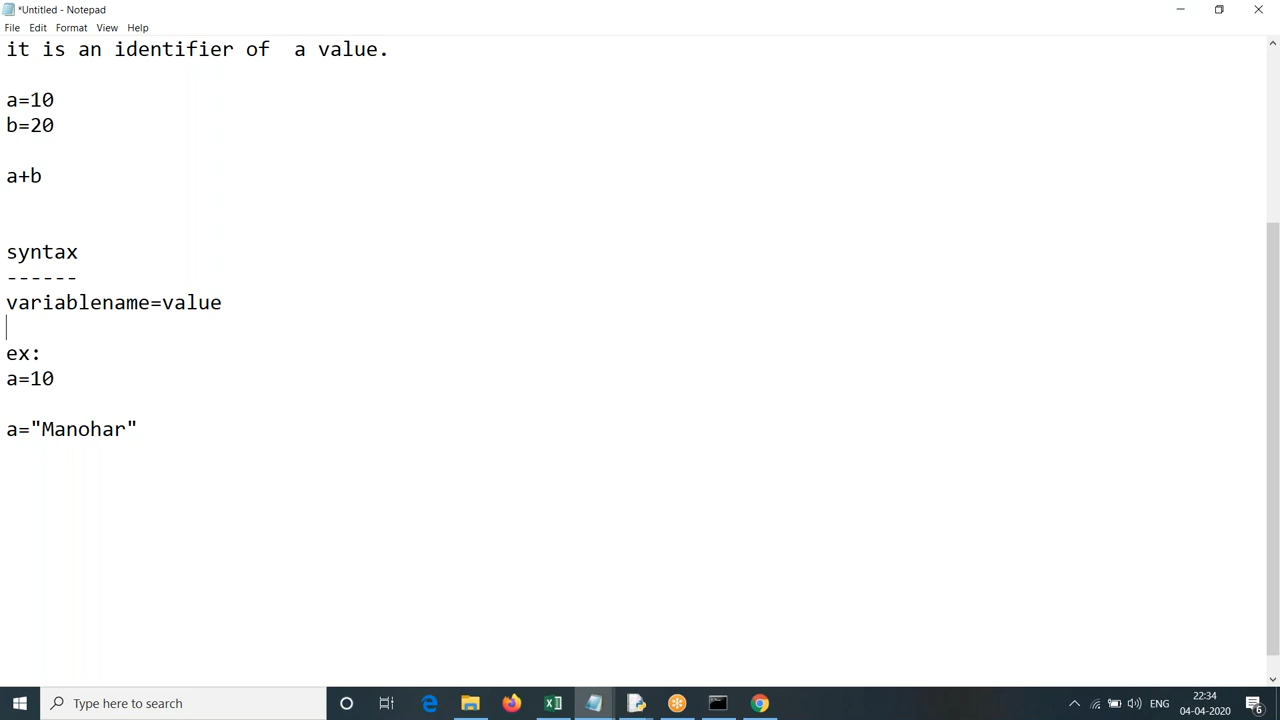 *Untitled - Notepad
File Edit Format View Help
it is an identifier of  a value.
a=10
b=20
a+b
syntax
------
variablename=value
ex:
a=10
a="Manohar"
Type here to search
ENG
22:34
04-04-2020
6